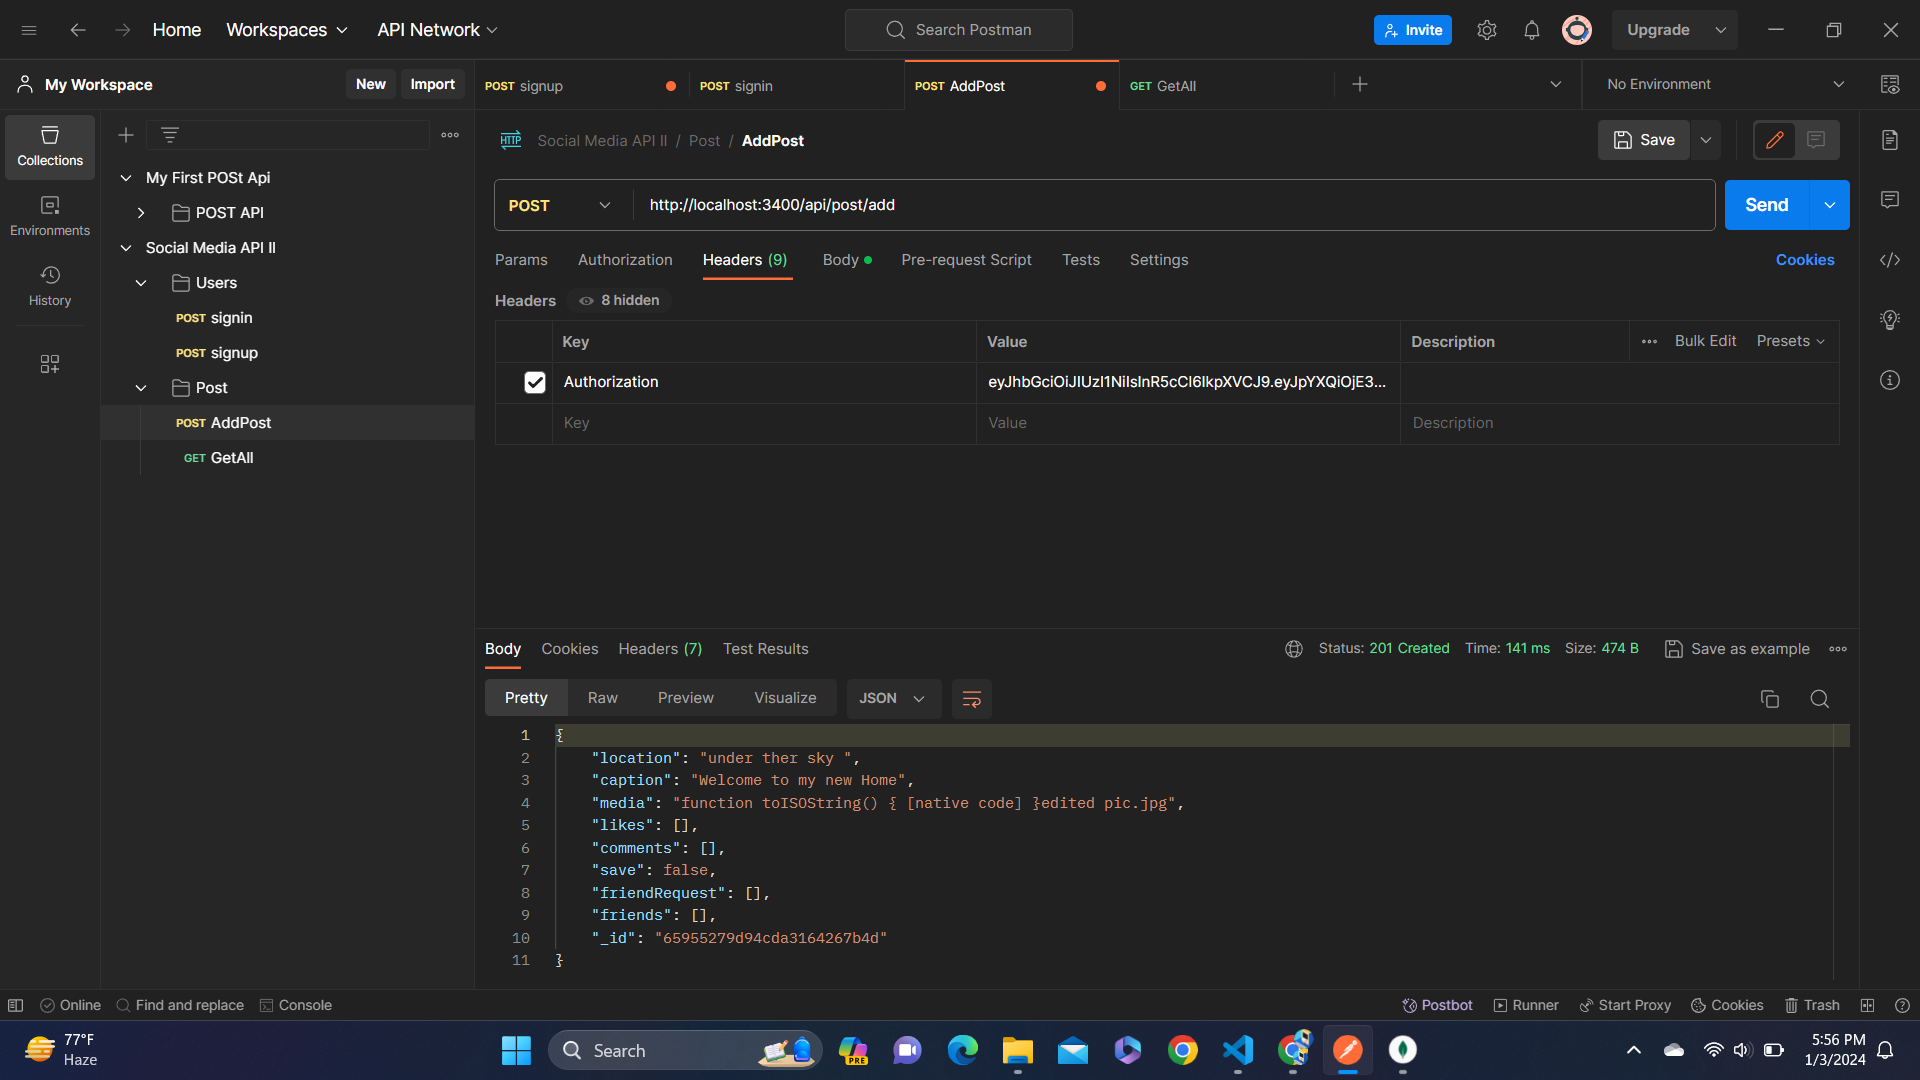 Home
Workspaces
API Network
Search Postman
Invite
Upgrade
My Workspace
New
Import
POST signup
POST signin
POST AddPost
GET GetAll
No Environment
Collections
Environments
History
My First POSt Api
POST API
Social Media API II
Users
POST signin
POST signup
Post
POST AddPost
GET GetAll
HTTP
Social Media API II / Post / AddPost
Save
POST
http://localhost:3400/api/post/add
Send
Params
Authorization
Headers (9)
Body
Pre-request Script
Tests
Settings
Cookies
Headers
8 hidden
Key
Value
Description
Bulk Edit
Presets
Authorization
eyJhbGciOiJIUzI1NiIsInR5cCI6IkpXVCJ9.eyJpYXQiOjE3...
Key
Value
Description
Body
Cookies
Headers (7)
Test Results
Status: 201 Created
Time: 141 ms
Size: 474 B
Save as example
Pretty
Raw
Preview
Visualize
JSON
1 {
2 "location": "under ther sky ",
3 "caption": "Welcome to my new Home",
4 "media": "function toISOString() { [native code] }edited pic.jpg",
5 "likes": [],
6 "comments": [],
7 "save": false,
8 "friendRequest": [],
9 "friends": [],
10 "_id": "65955279d94cda3164267b4d"
11 }
Online
Find and replace
Console
Postbot
Runner
Start Proxy
Cookies
Trash
77°F
Haze
Search
PRE
5:56 PM
1/3/2024